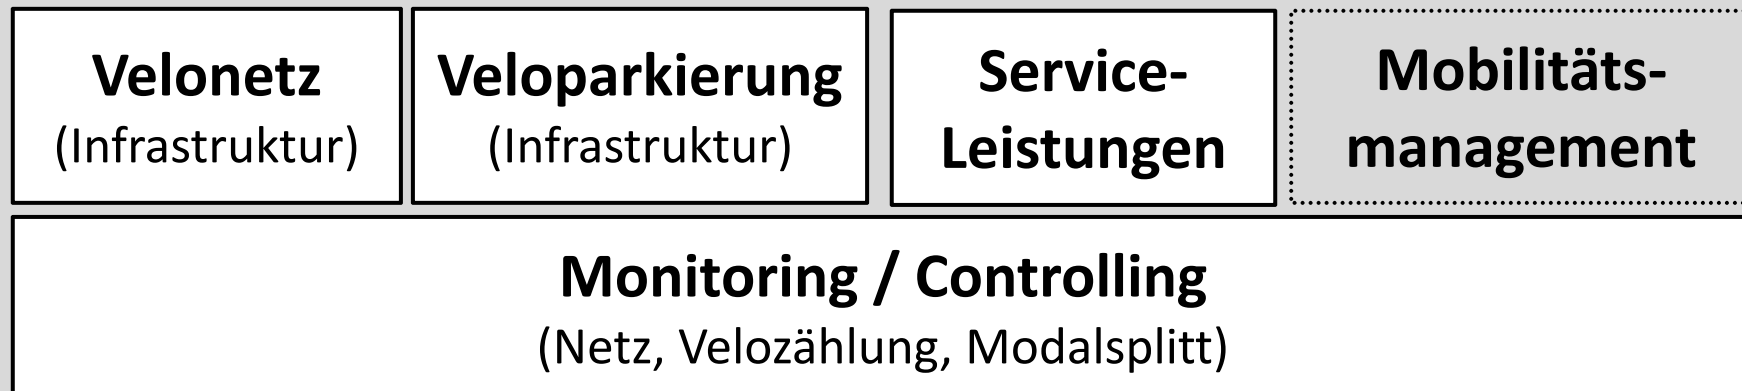 Velonetz
(Infrastruktur)
Veloparkierung
(Infrastruktur)
Service-
Leistungen
Mobilitäts-
management
Monitoring / Controlling
(Netz, Velozählung, Modalsplitt)